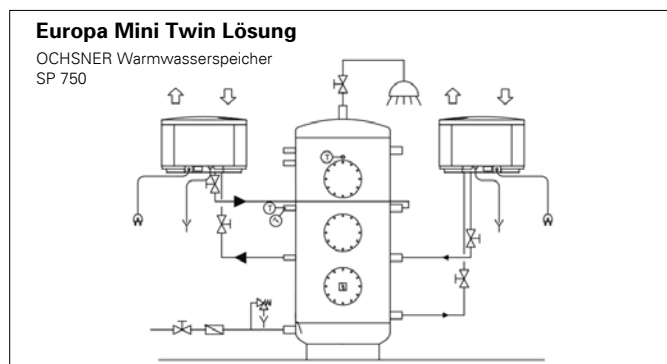 Europa Mini Twin Lösung
OCHSNER Warmwasserspeicher
SP 750
T
T